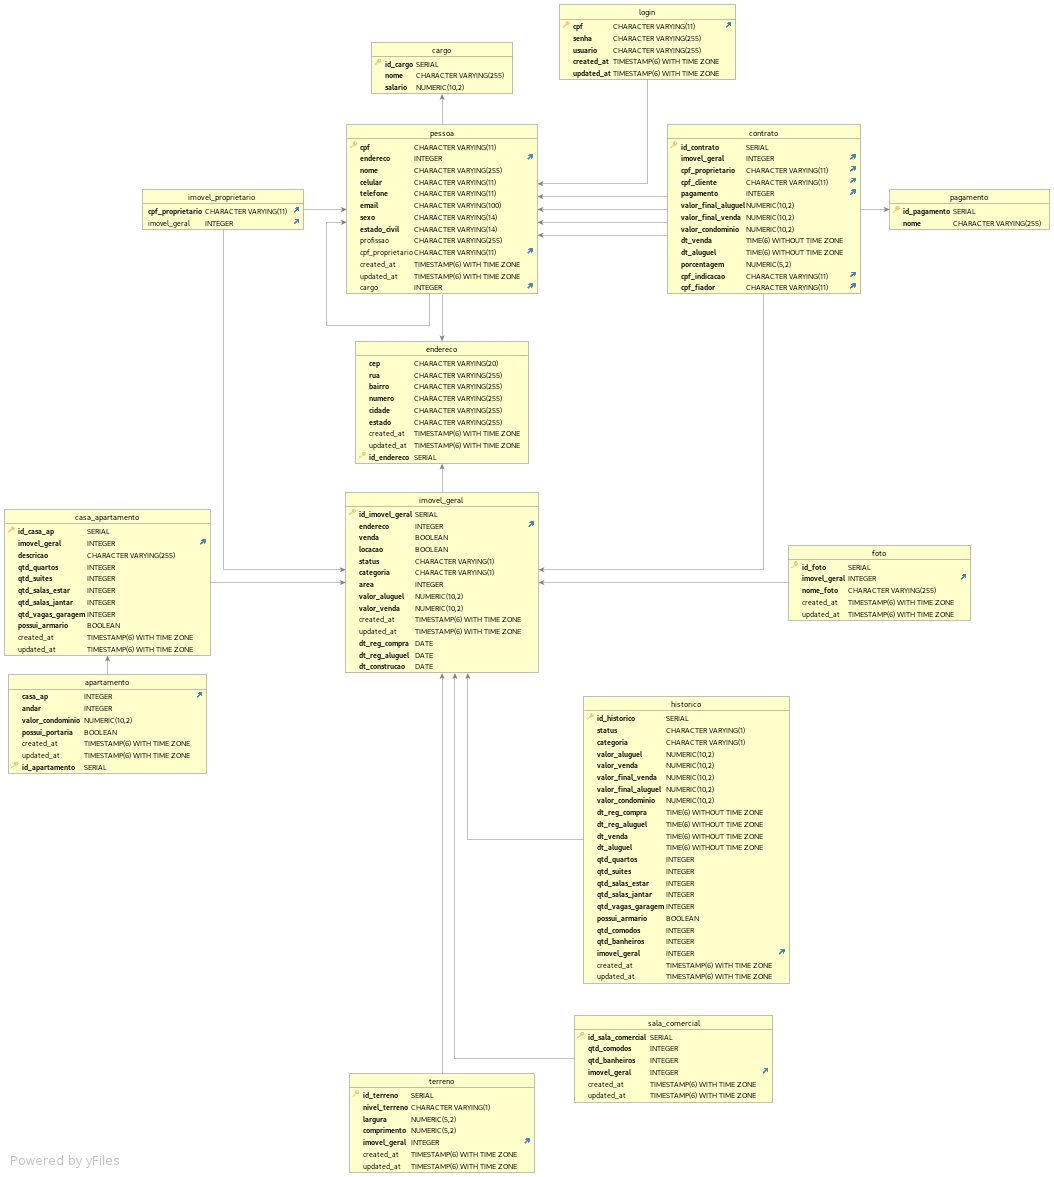 login
cpf CHARACTER VARYING(11)
senha CHARACTER VARYING(255)
usuario CHARACTER VARYING(255)
created_at TIMESTAMP(6) WITH TIME ZONE
updated_at TIMESTAMP(6) WITH TIME ZONE
cargo
id_cargo SERIAL
nome CHARACTER VARYING(255)
salario NUMERIC(10,2)
pessoa
cpf CHARACTER VARYING(11)
endereco INTEGER
nome CHARACTER VARYING(255)
celular CHARACTER VARYING(11)
telefone CHARACTER VARYING(11)
email CHARACTER VARYING(100)
sexo CHARACTER VARYING(14)
estado_civil CHARACTER VARYING(14)
profissao CHARACTER VARYING(255)
cpf_proprietario CHARACTER VARYING(11)
created_at TIMESTAMP(6) WITH TIME ZONE
updated_at TIMESTAMP(6) WITH TIME ZONE
cargo INTEGER
contrato
id_contrato SERIAL
imovel_geral INTEGER
cpf_proprietario CHARACTER VARYING(11)
cpf_cliente CHARACTER VARYING(11)
pagamento INTEGER
valor_final_aluguel NUMERIC(10,2)
valor_final_venda NUMERIC(10,2)
valor_condominio NUMERIC(10,2)
dt_venda TIME(6) WITHOUT TIME ZONE
dt_aluguel TIME(6) WITHOUT TIME ZONE
porcentagem NUMERIC(5,2)
cpf_indicacao CHARACTER VARYING(11)
cpf_fiador CHARACTER VARYING(11)
imovel_proprietario
cpf_proprietario CHARACTER VARYING(11)
imovel_geral INTEGER
pagamento
id_pagamento SERIAL
nome CHARACTER VARYING(255)
endereco
cep CHARACTER VARYING(20)
rua CHARACTER VARYING(255)
bairro CHARACTER VARYING(255)
numero CHARACTER VARYING(255)
cidade CHARACTER VARYING(255)
estado CHARACTER VARYING(255)
created_at TIMESTAMP(6) WITH TIME ZONE
updated_at TIMESTAMP(6) WITH TIME ZONE
id_endereco SERIAL
imovel_geral
id_imovel_geral SERIAL
endereco INTEGER
venda BOOLEAN
locacao BOOLEAN
status CHARACTER VARYING(1)
categoria CHARACTER VARYING(1)
area INTEGER
valor_aluguel NUMERIC(10,2)
valor_venda NUMERIC(10,2)
created_at TIMESTAMP(6) WITH TIME ZONE
updated_at TIMESTAMP(6) WITH TIME ZONE
dt_reg_compra DATE
dt_reg_aluguel DATE
dt_construcao DATE
casa_apartamento
id_casa_ap SERIAL
imovel_geral INTEGER
descricao CHARACTER VARYING(255)
qtd_quartos INTEGER
qtd_suites INTEGER
qtd_salas_estar INTEGER
qtd_salas_jantar INTEGER
qtd_vagas_garagem INTEGER
possui_armario BOOLEAN
created_at TIMESTAMP(6) WITH TIME ZONE
updated_at TIMESTAMP(6) WITH TIME ZONE
foto
id_foto SERIAL
imovel_geral INTEGER
nome_foto CHARACTER VARYING(255)
created_at TIMESTAMP(6) WITH TIME ZONE
updated_at TIMESTAMP(6) WITH TIME ZONE
apartamento
casa_ap INTEGER
andar INTEGER
valor_condominio NUMERIC(10,2)
possui_portaria BOOLEAN
created_at TIMESTAMP(6) WITH TIME ZONE
updated_at TIMESTAMP(6) WITH TIME ZONE
id_apartamento SERIAL
historico
id_historico SERIAL
status CHARACTER VARYING(1)
categoria CHARACTER VARYING(1)
valor_aluguel NUMERIC(10,2)
valor_venda NUMERIC(10,2)
valor_final_venda NUMERIC(10,2)
valor_final_aluguel NUMERIC(10,2)
valor_condominio NUMERIC(10,2)
dt_reg_compra TIME(6) WITHOUT TIME ZONE
dt_reg_aluguel TIME(6) WITHOUT TIME ZONE
dt_venda TIME(6) WITHOUT TIME ZONE
dt_aluguel TIME(6) WITHOUT TIME ZONE
qtd_quartos INTEGER
qtd_suites INTEGER
qtd_salas_estar INTEGER
qtd_salas_jantar INTEGER
qtd_vagas_garagem INTEGER
possui_armario BOOLEAN
qtd_comodos INTEGER
qtd_banheiros INTEGER
imovel_geral INTEGER
created_at TIMESTAMP(6) WITH TIME ZONE
updated_at TIMESTAMP(6) WITH TIME ZONE
sala_comercial
id_sala_comercial SERIAL
qtd_comodos INTEGER
qtd_banheiros INTEGER
imovel_geral INTEGER
created_at TIMESTAMP(6) WITH TIME ZONE
updated_at TIMESTAMP(6) WITH TIME ZONE
terreno
id_terreno SERIAL
nivel_terreno CHARACTER VARYING(1)
largura NUMERIC(5,2)
comprimento NUMERIC(5,2)
imovel_geral INTEGER
created_at TIMESTAMP(6) WITH TIME ZONE
updated_at TIMESTAMP(6) WITH TIME ZONE
Powered by yFiles